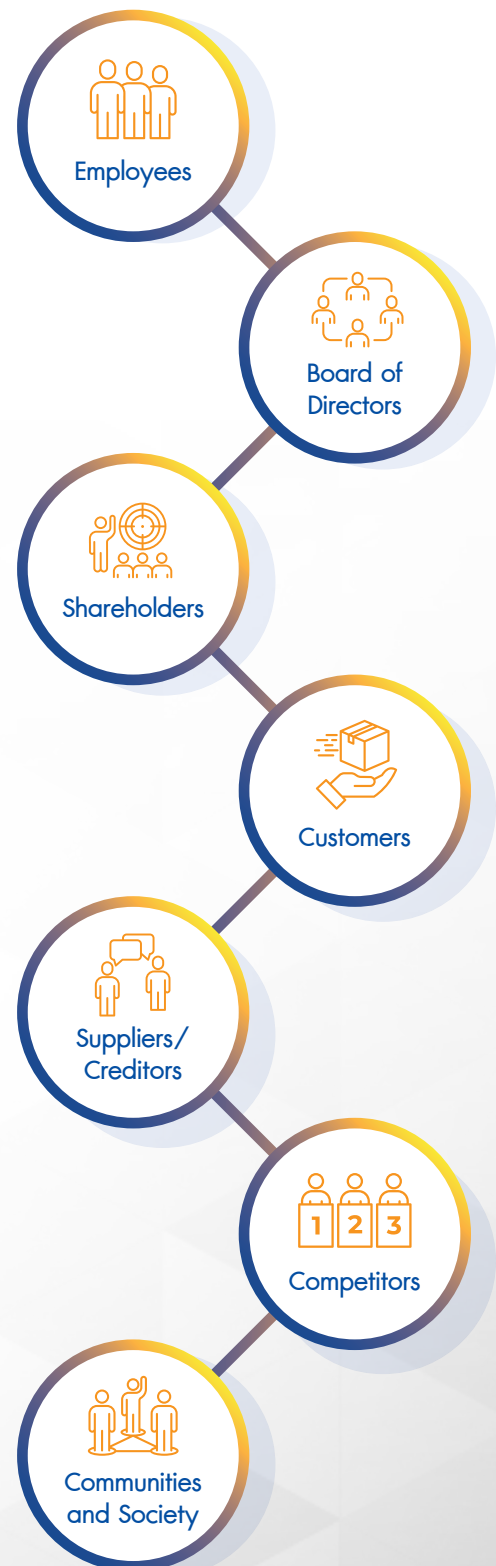 Employees
Board of
Directors
Shareholders
Customers
Suppliers/
Creditors
1 2 3
Competitors
Communities
and Society